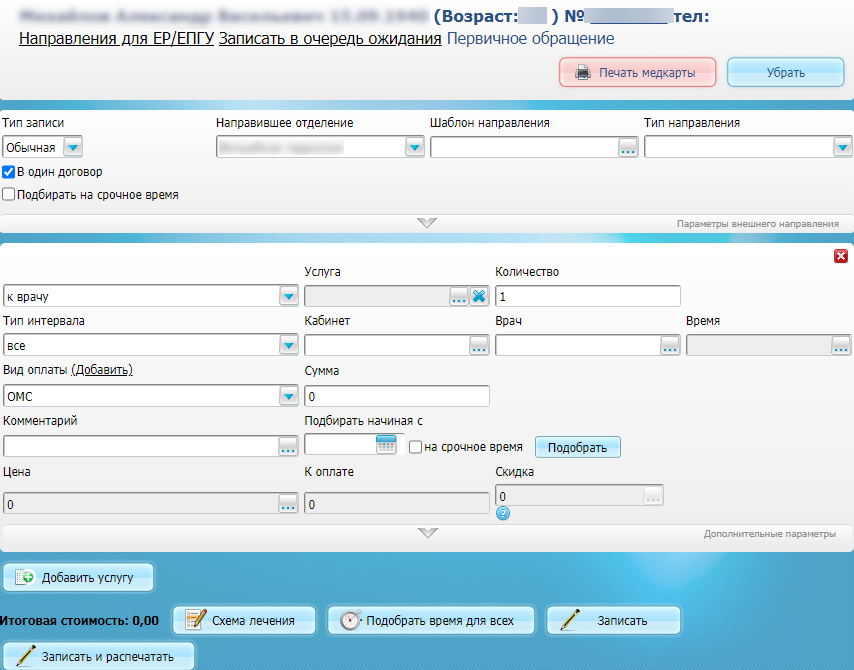 (Возраст: ) № тел:
Направления для ЕР/ЕПГУ Записать в очередь ожидания Первичное обращение
Печать медкарты Убрать
Тип записи Направившее отделение Шаблон направления Тип направления
Обычная
В один договор
Подбирать на срочное время
Параметры внешнего направления
Услуга Количество
к врачу 1
Тип интервала Кабинет Врач Время
все
Вид оплаты (Добавить) Сумма
ОМС 0
Комментарий Подбирать начиная с
на срочное время Подобрать
Цена К оплате Скидка
0 0 0
Дополнительные параметры
Добавить услугу
Итоговая стоимость: 0,00 Схема лечения Подобрать время для всех Записать
Записать и распечатать